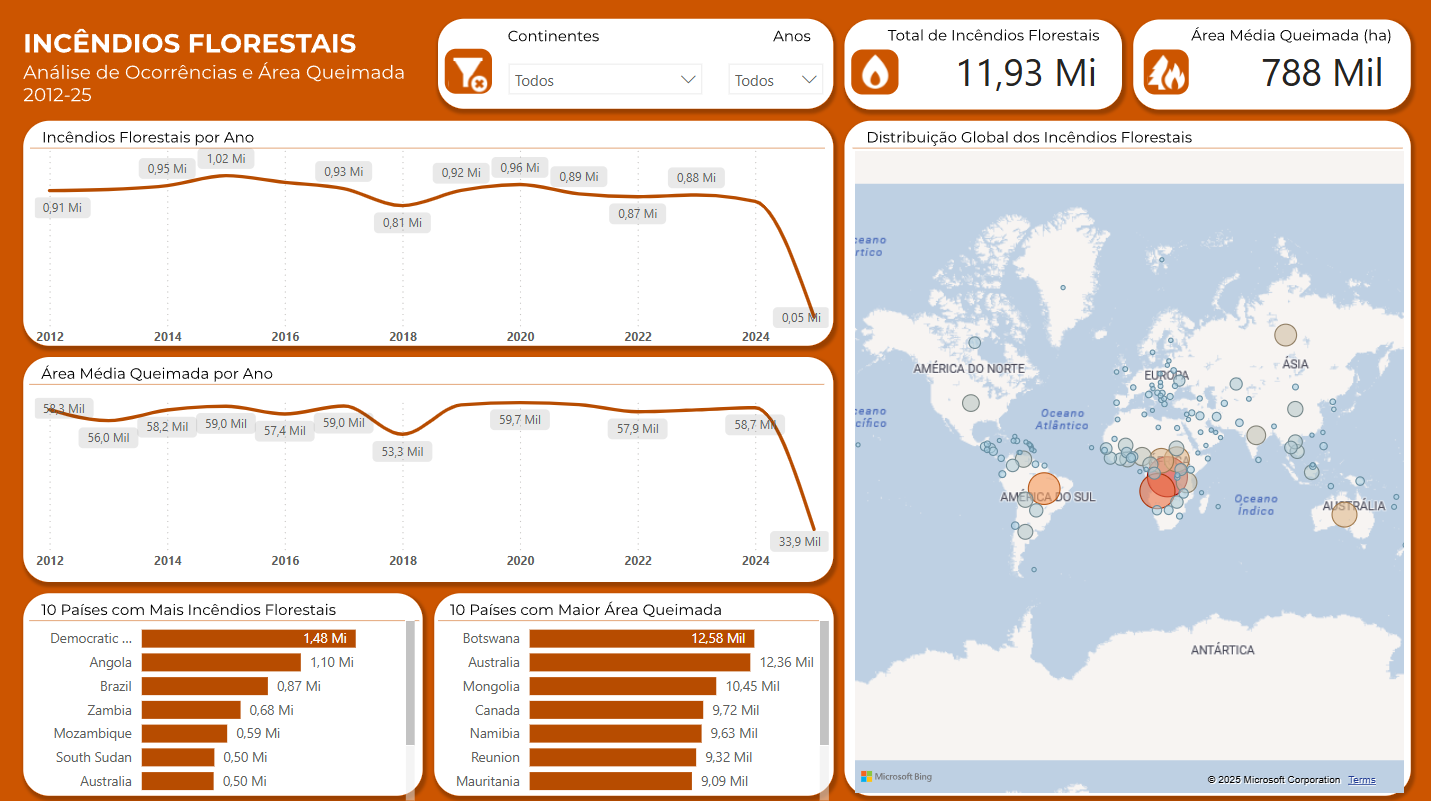 INCÊNDIOS FLORESTAIS
Análise de Ocorrências e Área Queimada
2012-25
Continentes
Anos
Todos
Todos
Total de Incêndios Florestais
11,93 Mi
Área Média Queimada (ha)
788 Mil
Incêndios Florestais por Ano
0,91 Mi
0,95 Mi
1,02 Mi
0,93 Mi
0,81 Mi
0,92 Mi
0,96 Mi
0,89 Mi
0,87 Mi
0,88 Mi
0,05 Mi
2012
2014
2016
2018
2020
2022
2024
Área Média Queimada por Ano
58,3 Mil
56,0 Mil
58,2 Mil
59,0 Mil
57,4 Mil
59,0 Mil
53,3 Mil
59,7 Mil
57,9 Mil
58,7 Mil
33,9 Mil
2012
2014
2016
2018
2020
2022
2024
10 Países com Mais Incêndios Florestais
Democratic ... 1,48 Mi
Angola 1,10 Mi
Brazil 0,87 Mi
Zambia 0,68 Mi
Mozambique 0,59 Mi
South Sudan 0,50 Mi
Australia 0,50 Mi
10 Países com Maior Área Queimada
Botswana 12,58 Mil
Australia 12,36 Mil
Mongolia 10,45 Mil
Canada 9,72 Mil
Namibia 9,63 Mil
Reunion 9,32 Mil
Mauritania 9,09 Mil
Distribuição Global dos Incêndios Florestais
ceano
rtico
AMÉRICA DO NORTE
EUROPA
ÁSIA
ceano
cífico
Oceano
Atlântico
AMÉRICA DO SUL
Oceano
Índico
AUSTRÁLIA
ANTÁRTICA
Microsoft Bing
© 2025 Microsoft Corporation Terms